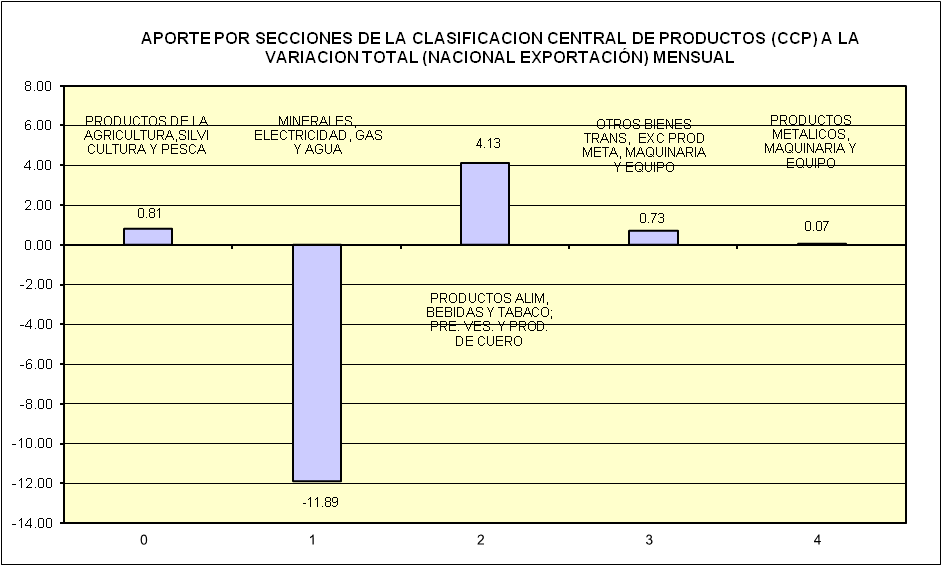 APORTE POR SECCIONES DE LA CLASIFICACION CENTRAL DE PRODUCTOS (CCP) A LA
VARIACION TOTAL (NACIONAL EXPORTACIÓN) MENSUAL
8.00
6.00
4.00
2.00
0.00
-2.00
-4.00
-6.00
-8.00
-10.00
-12.00
-14.00
PRODUCTOS DE LA
AGRICULTURA,SILVI
CULTURA Y PESCA
0.81
MINERALES,
ELECTRICIDAD, GAS
Y AGUA
-11.89
4.13
PRODUCTOS ALIM,
BEBIDAS Y TABACO;
PRE. VES. Y PROD.
DE CUERO
OTROS BIENES
TRANS, EXC PROD
META, MAQUINARIA
Y EQUIPO
0.73
PRODUCTOS
METALICOS,
MAQUINARIA Y
EQUIPO
0.07
0
1
2
3
4